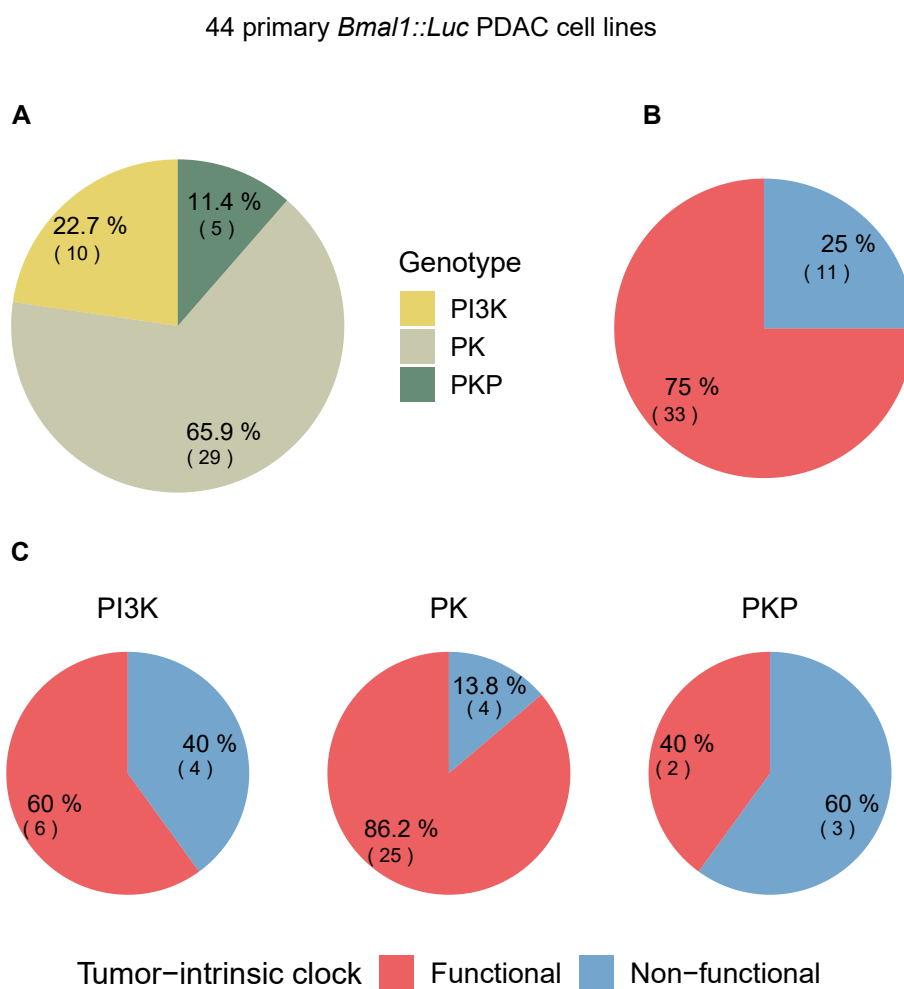 44 primary Bmal1::Luc PDAC cell lines
A
B
11.4 %
( 5 )
22.7 %
( 10 )
65.9 %
( 29 )
Genotype
PI3K
PK
PKP
25 %
( 11 )
75 %
( 33 )
C
PI3K
PK
PKP
40 %
( 4 )
60 %
( 6 )
13.8 %
( 4 )
86.2 %
( 25 )
40 %
( 2 )
60 %
( 3 )
Tumor−intrinsic clock Functional Non−functional